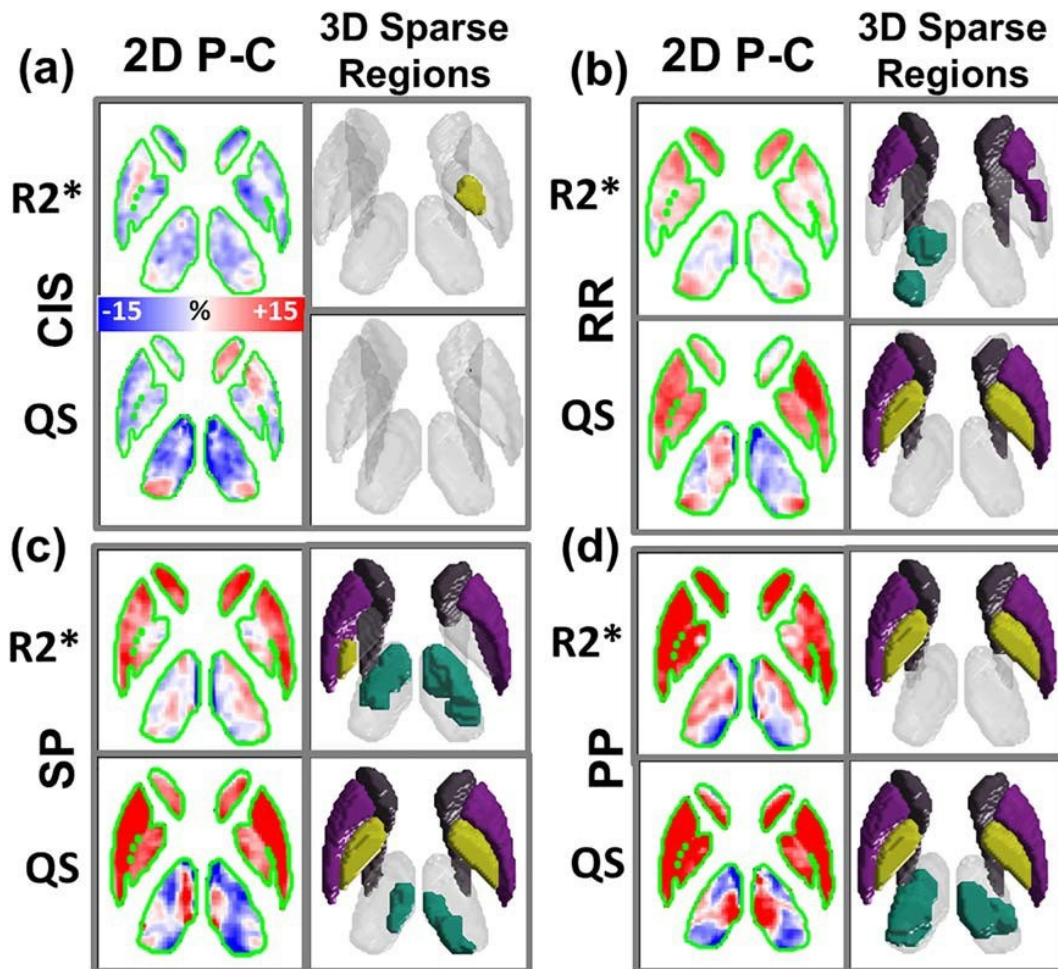 (a)
2D P-C
3D Sparse
Regions
(b)
2D P-C
3D Sparse
Regions
R2*
CIS
-15 % +15
QS
R2*
RR
QS
(c)
R2*
SP
QS
(d)
R2*
PP
QS